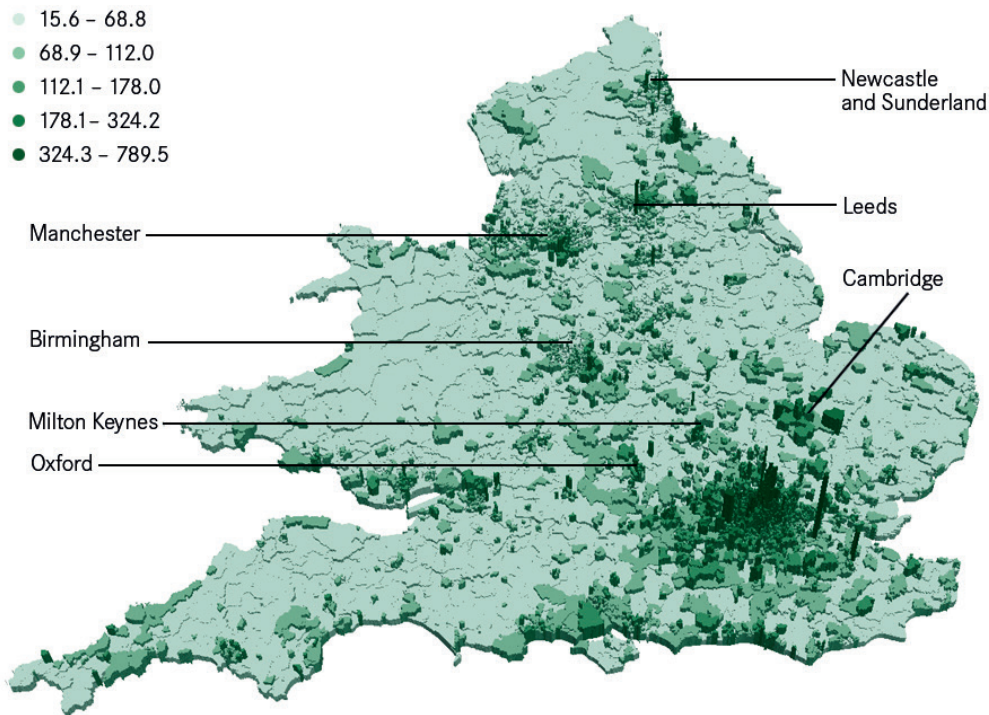 15.6 – 68.8
68.9 – 112.0
112.1 – 178.0
178.1 – 324.2
324.3 – 789.5
Newcastle
and Sunderland
Leeds
Manchester
Cambridge
Birmingham
Milton Keynes
Oxford